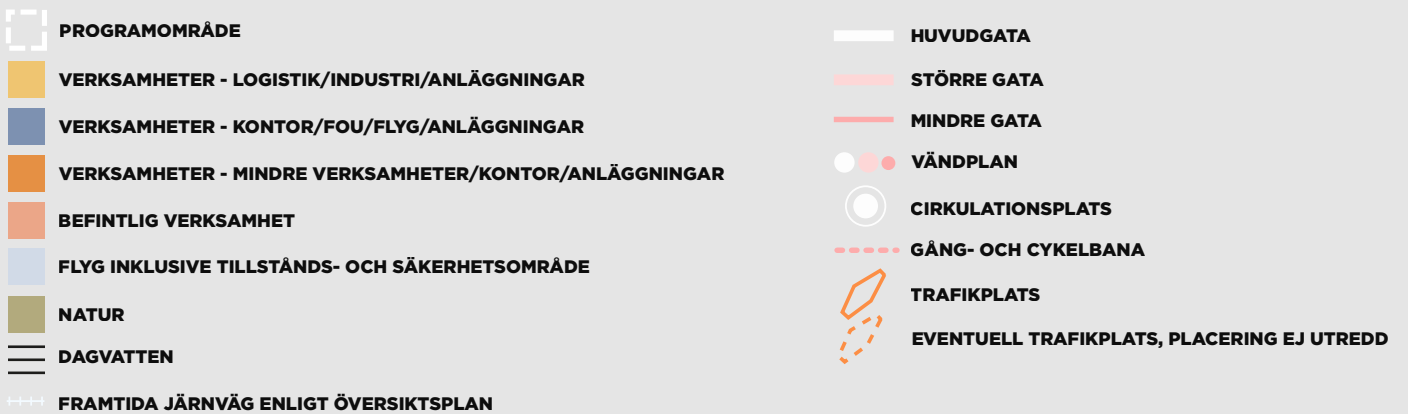 PROGRAMOMRÅDE
VERKSAMHETER - LOGISTIK/INDUSTRI/ANLÄGGNINGAR
VERKSAMHETER - KONTOR/FOU/FLYG/ANLÄGGNINGAR
VERKSAMHETER - MINDRE VERKSAMHETER/KONTOR/ANLÄGGNINGAR
BEFINTLIG VERKSAMHET
FLYG INKLUSIVE TILLSTÅNDS- OCH SÄKERHETSOMRÅDE
NATUR
DAGVATTEN
FRAMTIDA JÄRNVÄG ENLIGT ÖVERSIKTSPLAN
HUVUDGATA
STÖRRE GATA
MINDRE GATA
VÄNDPLAN
CIRKULATIONSPLATS
GÅNG- OCH CYKELBANA
TRAFIKPLATS
EVENTUELL TRAFIKPLATS, PLACERING EJ UTREDD